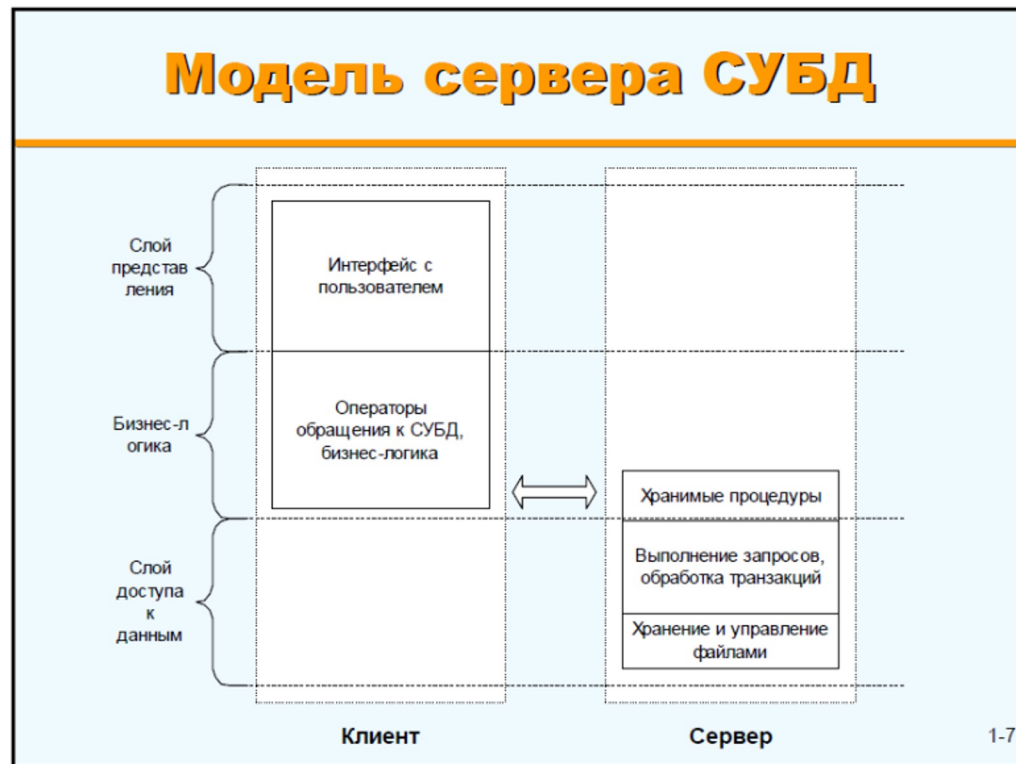 Модель сервера СУБД
Слой
представ
ления
Интерфейс с
пользователем
Бизнес-л
огика
Операторы
обращения к СУБД,
бизнес-логика
Хранимые процедуры
Слой
доступа
к
данным
Выполнение запросов,
обработка транзакций
Хранение и управление
файлами
Клиент
Сервер
1-7